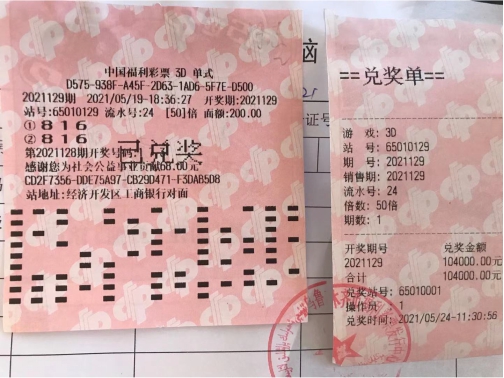 中国福利彩票 3D 单式
D575-938F-A45F-2D63-1AD6-5F7E-D500
2021129期 2021/05/19-18:36:27 开奖期:2021129
站号:65010129 流水号:24 [50]倍 面额:200.00
①816
②816
第2021128期开奖号码:
已兑奖
感谢您为社会公益事业贡献68.00元
CD2F7356-DDE75A97-CB29D471-F3DAB5D8
站地址:经济开发区工商银行对面
脑
证号
==兑奖单==
游 戏:3D
站 号:65010129
期 号:2021129
销售期:2021129
流水号:24
倍数:50倍
期数:1
开奖期号 兑奖金额
2021129 104000.00元
合计 104000.00元
兑奖站号:65010001
操作员:1
兑奖时间:2021/05/24-11:30:56